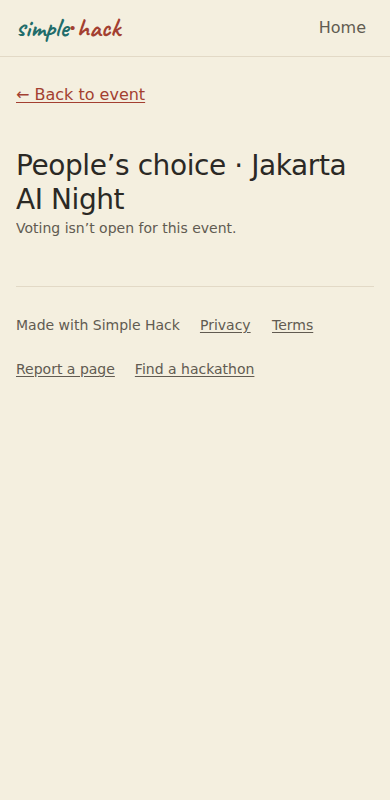 simple·hack
Home
← Back to event
People’s choice · Jakarta
AI Night
Voting isn’t open for this event.
Made with Simple Hack Privacy Terms
Report a page Find a hackathon